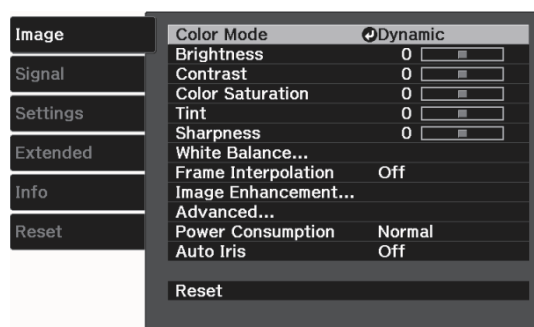 Image
Signal
Settings
Extended
Info
Reset
Color Mode Dynamic
Brightness 0
Contrast 0
Color Saturation 0
Tint 0
Sharpness 0
White Balance...
Frame Interpolation Off
Image Enhancement...
Advanced...
Power Consumption Normal
Auto Iris Off
Reset